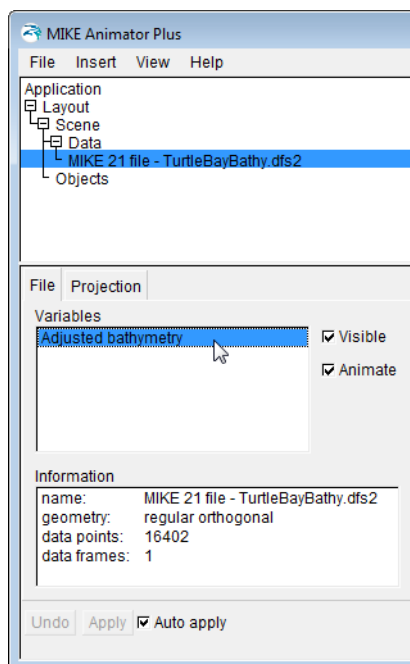 MIKE Animator Plus
File Insert View Help
Application
Layout
Scene
Data
MIKE 21 file - TurtleBayBathy.dfs2
Objects
File Projection
Variables
Adjusted bathymetry
Visible
Animate
Information
name: MIKE 21 file - TurtleBayBathy.dfs2
geometry: regular orthogonal
data points: 16402
data frames: 1
Undo Apply Auto apply